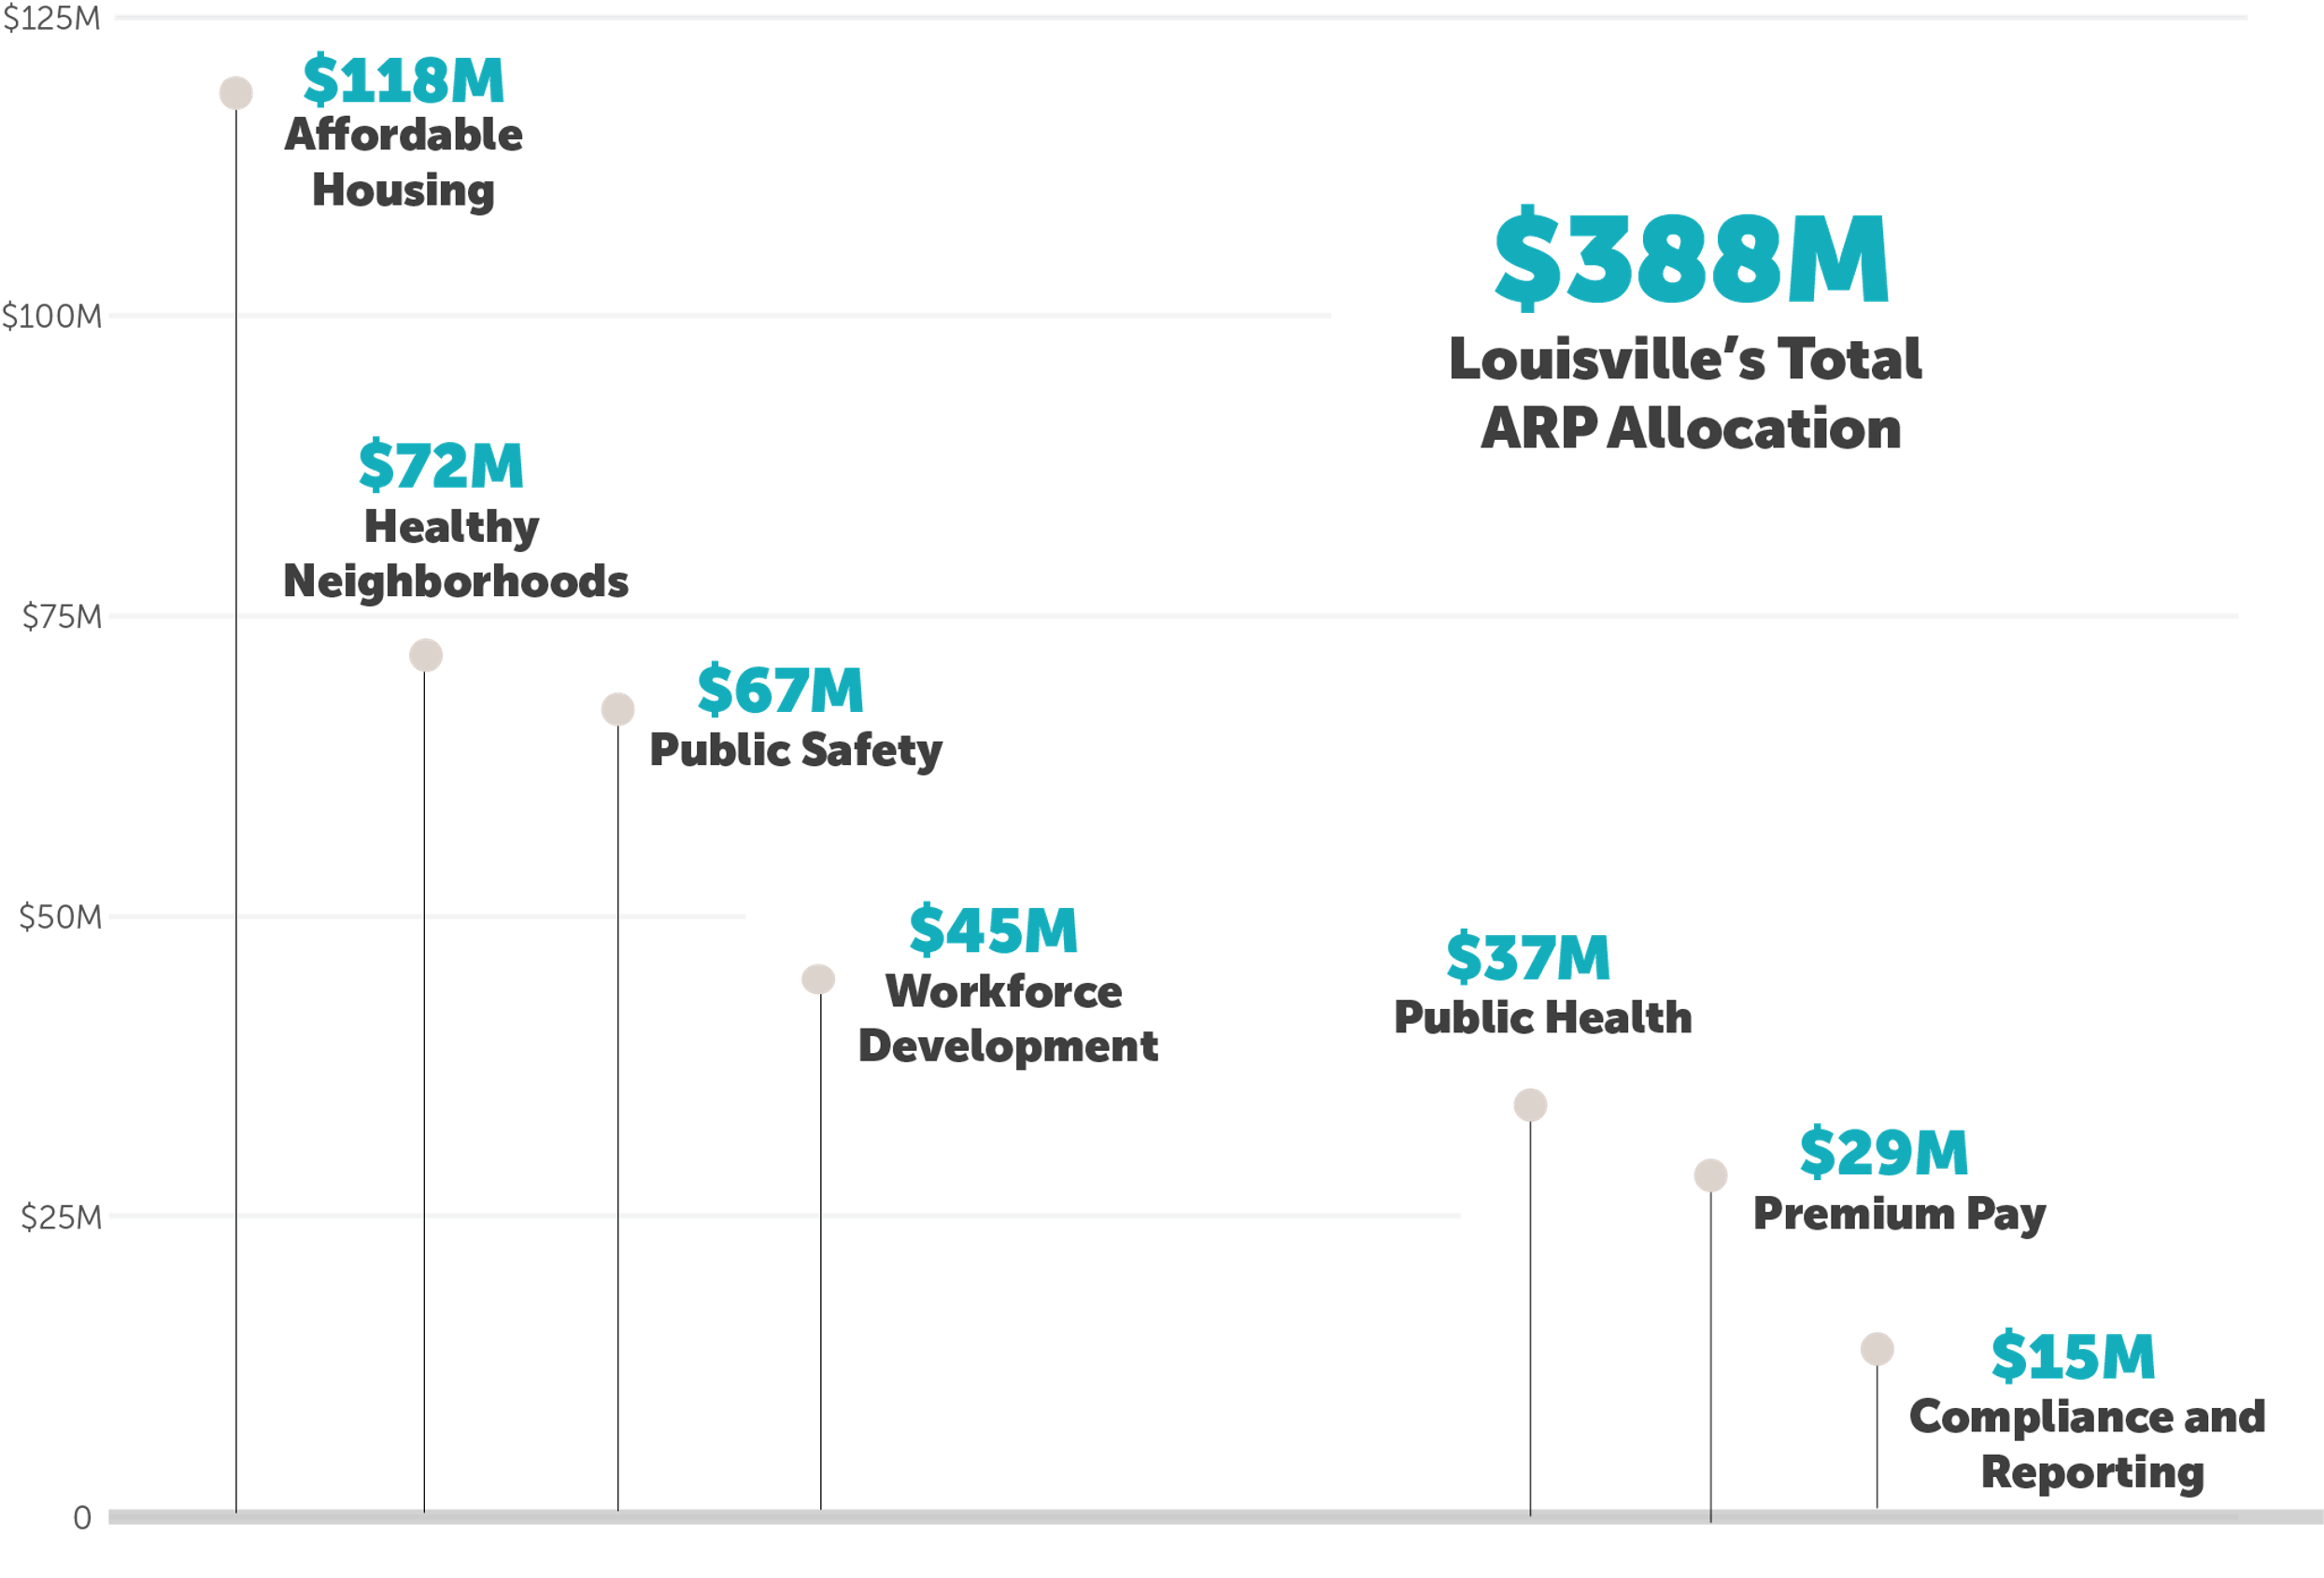 $125M
$118M
Affordable
Housing
$388M
Louisville’s Total
ARP Allocation
$100M
$72M
Healthy
Neighborhoods
$75M
$67M
Public Safety
$50M
$45M
Workforce
Development
$37M
Public Health
$29M
Premium Pay
$25M
$15M
Compliance and
Reporting
0